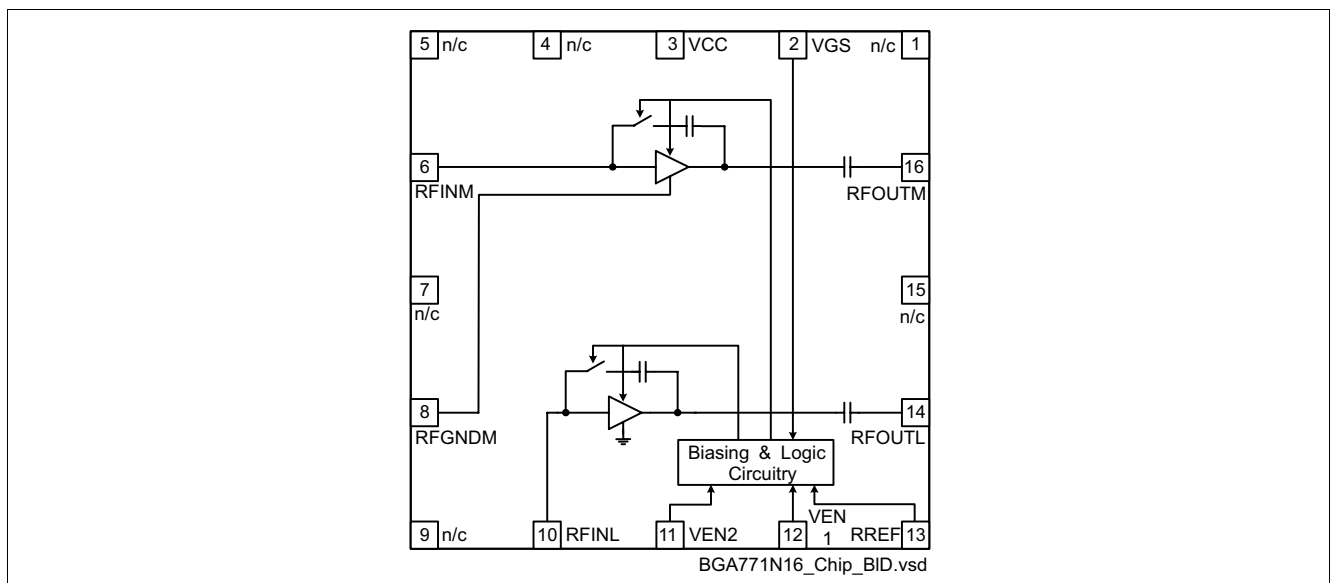 5 n/c 4 n/c 3 VCC 2 VGS n/c 1
6 16
RFINM RFOUTM
7 15
n/c n/c
8 14
RFGNDM RFOUTL
Biasing & Logic
Circuitry
9 n/c 10 RFINL 11 VEN2 12 VEN
1 RREF 13
BGA771N16_Chip_BID.vsd